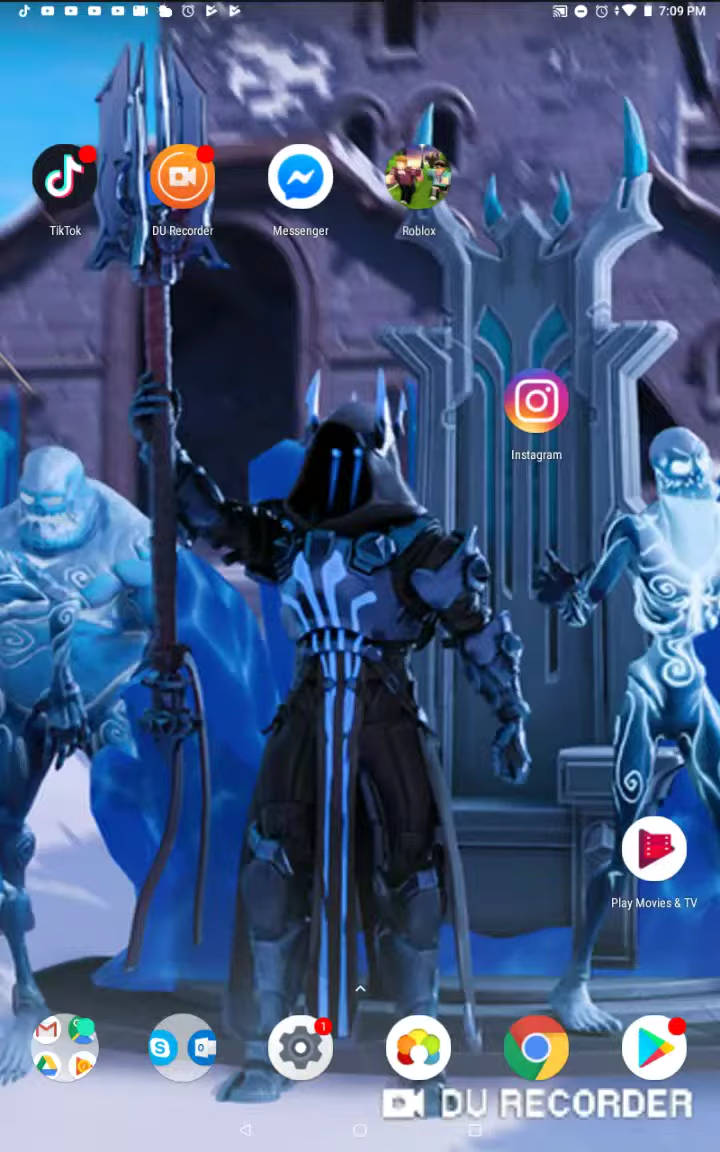 7:09 PM
TikTok
DU Recorder
Messenger
Roblox
Instagram
Play Movies & TV
1
DU RECORDER